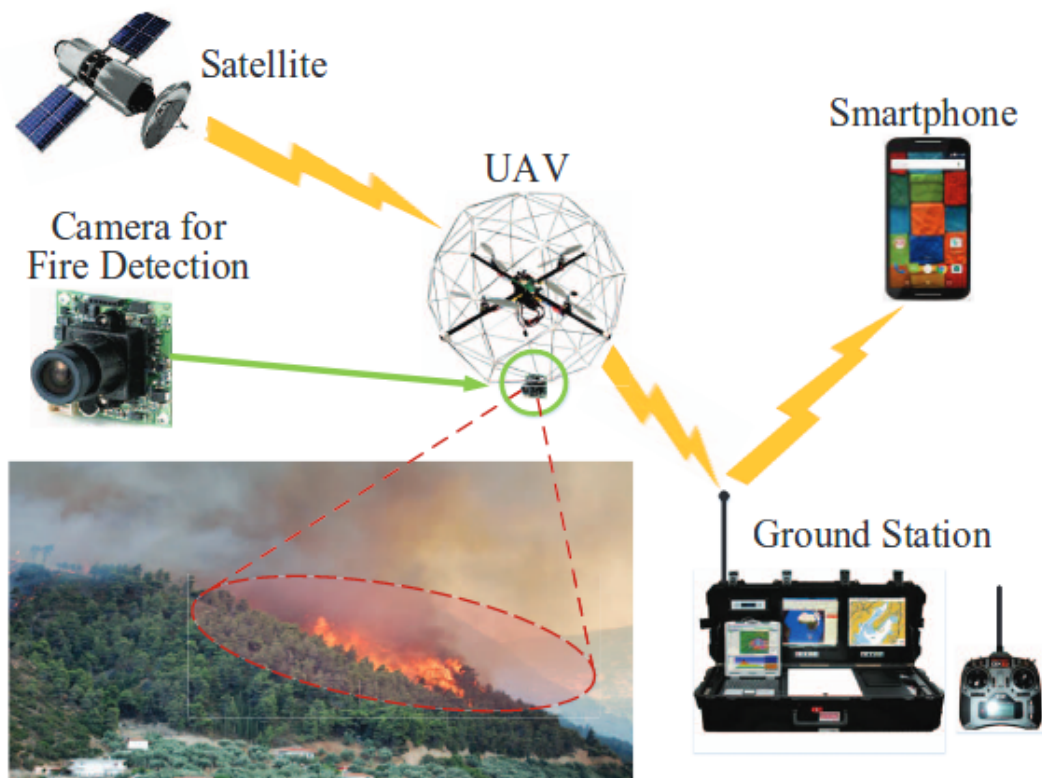 Satellite
UAV
Smartphone
Camera for
Fire Detection
Ground Station